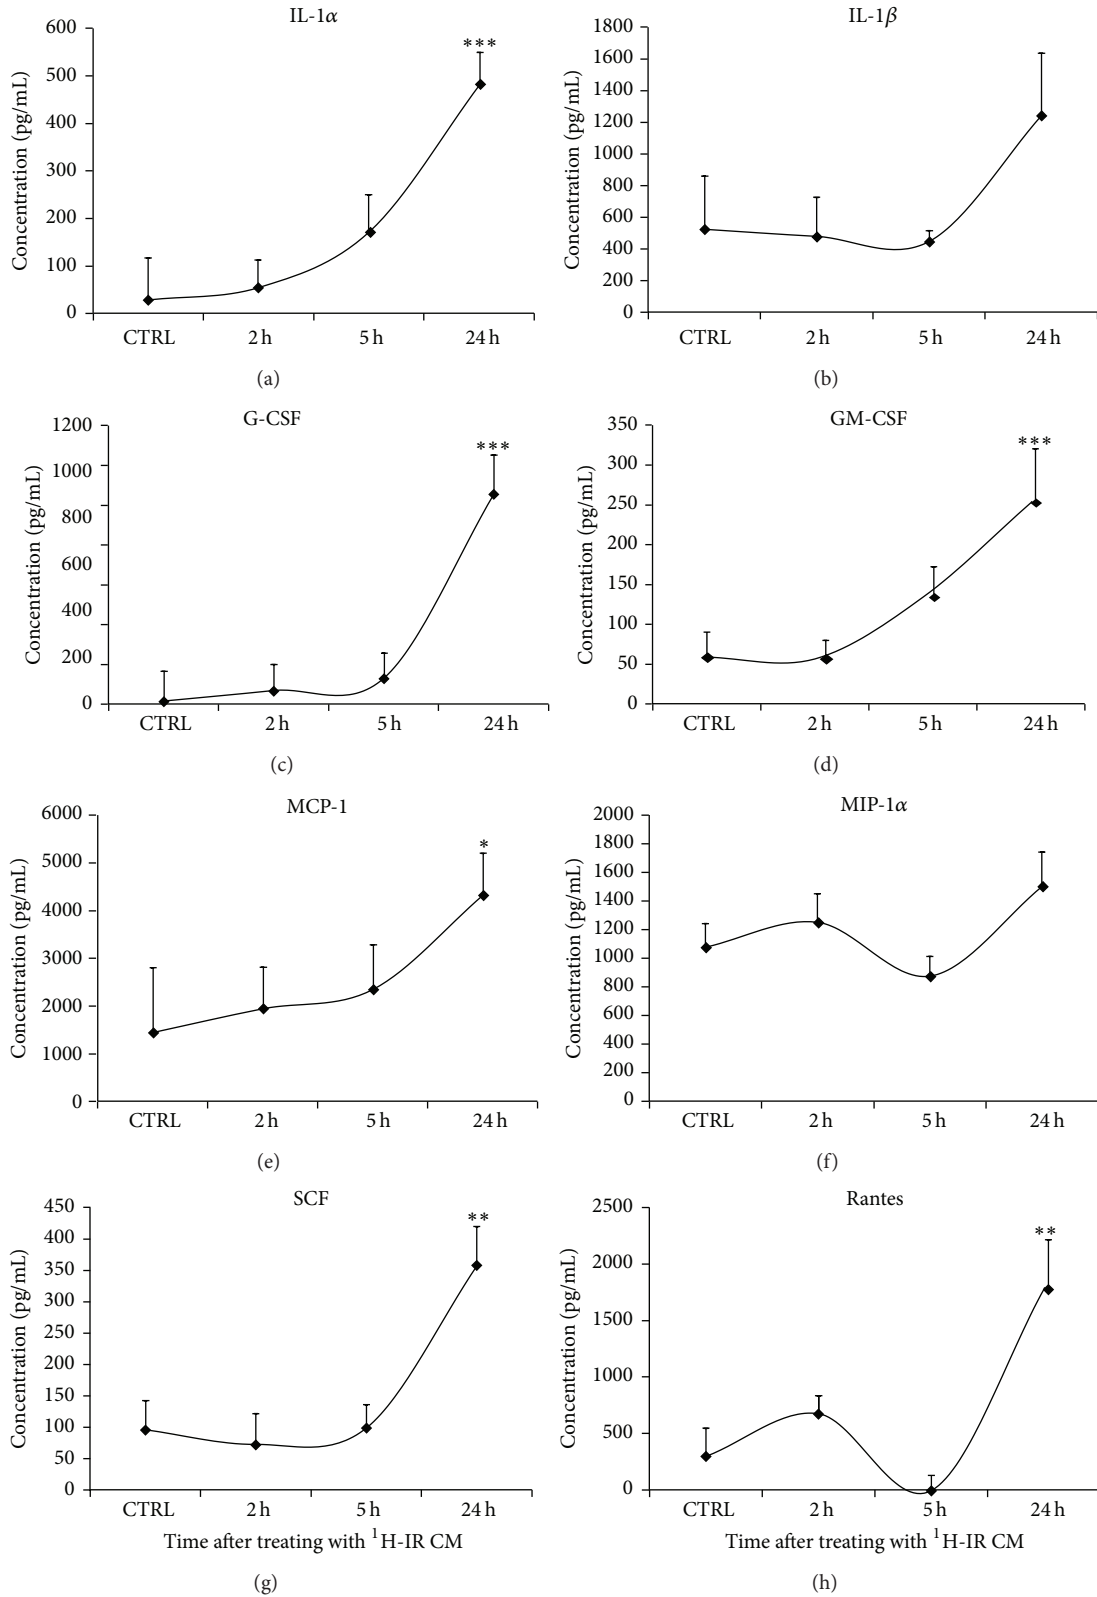 IL-1α
600
500
400
300
200
100
0
Concentration (pg/mL)
***
CTRL 2 h 5 h 24 h
(a)
IL-1β
1800
1600
1400
1200
1000
800
600
400
200
0
Concentration (pg/mL)
CTRL 2 h 5 h 24 h
(b)
G-CSF
1200
1000
800
600
400
200
0
Concentration (pg/mL)
***
CTRL 2 h 5 h 24 h
(c)
GM-CSF
350
300
250
200
150
100
50
0
Concentration (pg/mL)
***
CTRL 2 h 5 h 24 h
(d)
MCP-1
6000
5000
4000
3000
2000
1000
0
Concentration (pg/mL)
*
CTRL 2 h 5 h 24 h
(e)
MIP-1α
2000
1800
1600
1400
1200
1000
800
600
400
200
0
Concentration (pg/mL)
CTRL 2 h 5 h 24 h
(f)
SCF
450
400
350
300
250
200
150
100
50
0
Concentration (pg/mL)
**
CTRL 2 h 5 h 24 h
Time after treating with ¹H-IR CM
(g)
Rantes
2500
2000
1500
1000
500
0
Concentration (pg/mL)
**
CTRL 2 h 5 h 24 h
Time after treating with ¹H-IR CM
(h)